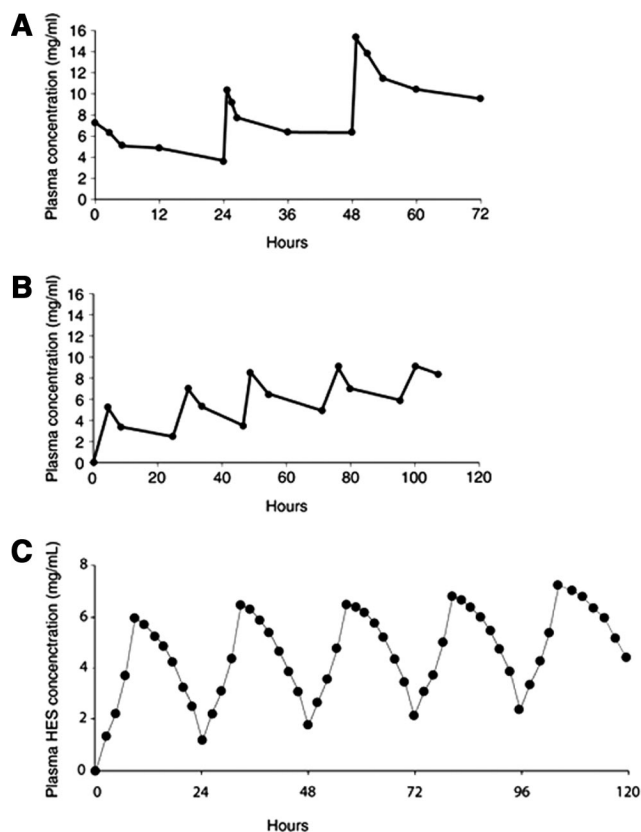 A
Plasma concentration (mg/ml)
16
14
12
10
8
6
4
2
0
0 12 24 36 48 60 72
Hours
B
Plasma concentration (mg/ml)
16
14
12
10
8
6
4
2
0
0 20 40 60 80 100 120
Hours
C
Plasma HES concenctration (mg/mL)
8
6
4
2
0
0 24 48 72 96 120
Hours